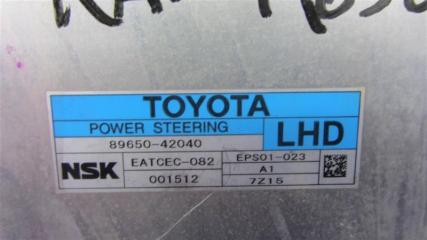 TOYOTA
POWER STEERING
89650-42040
LHD
NSK
EATCEC-082
EPS01-023
A1
001512
7Z15